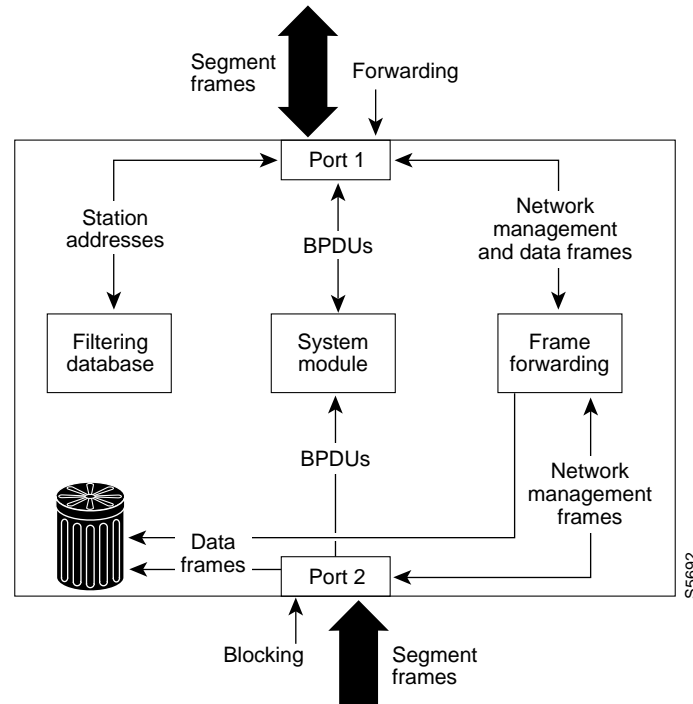 Segment
frames
Forwarding
Port 1
Station
addresses
BPDUs
Network
management
and data frames
Filtering
database
System
module
Frame
forwarding
BPDUs
Network
management
frames
Data
frames
Port 2
Blocking
Segment
frames
S5692